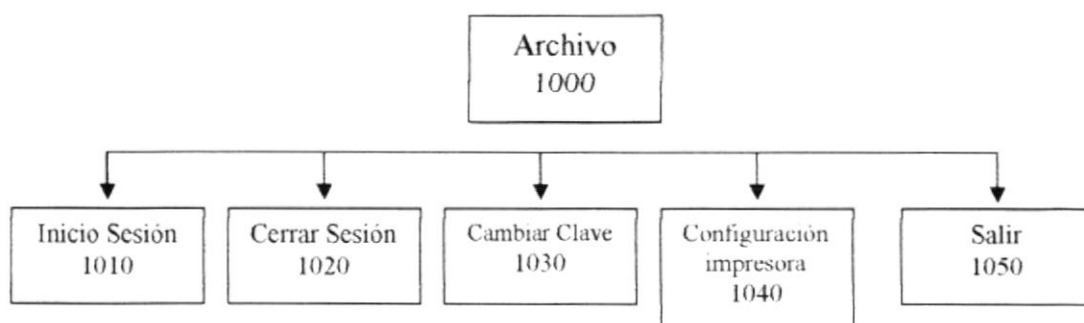 Archivo
1000
Inicio Sesión
1010
Cerrar Sesión
1020
Cambiar Clave
1030
Configuración
impresora
1040
Salir
1050